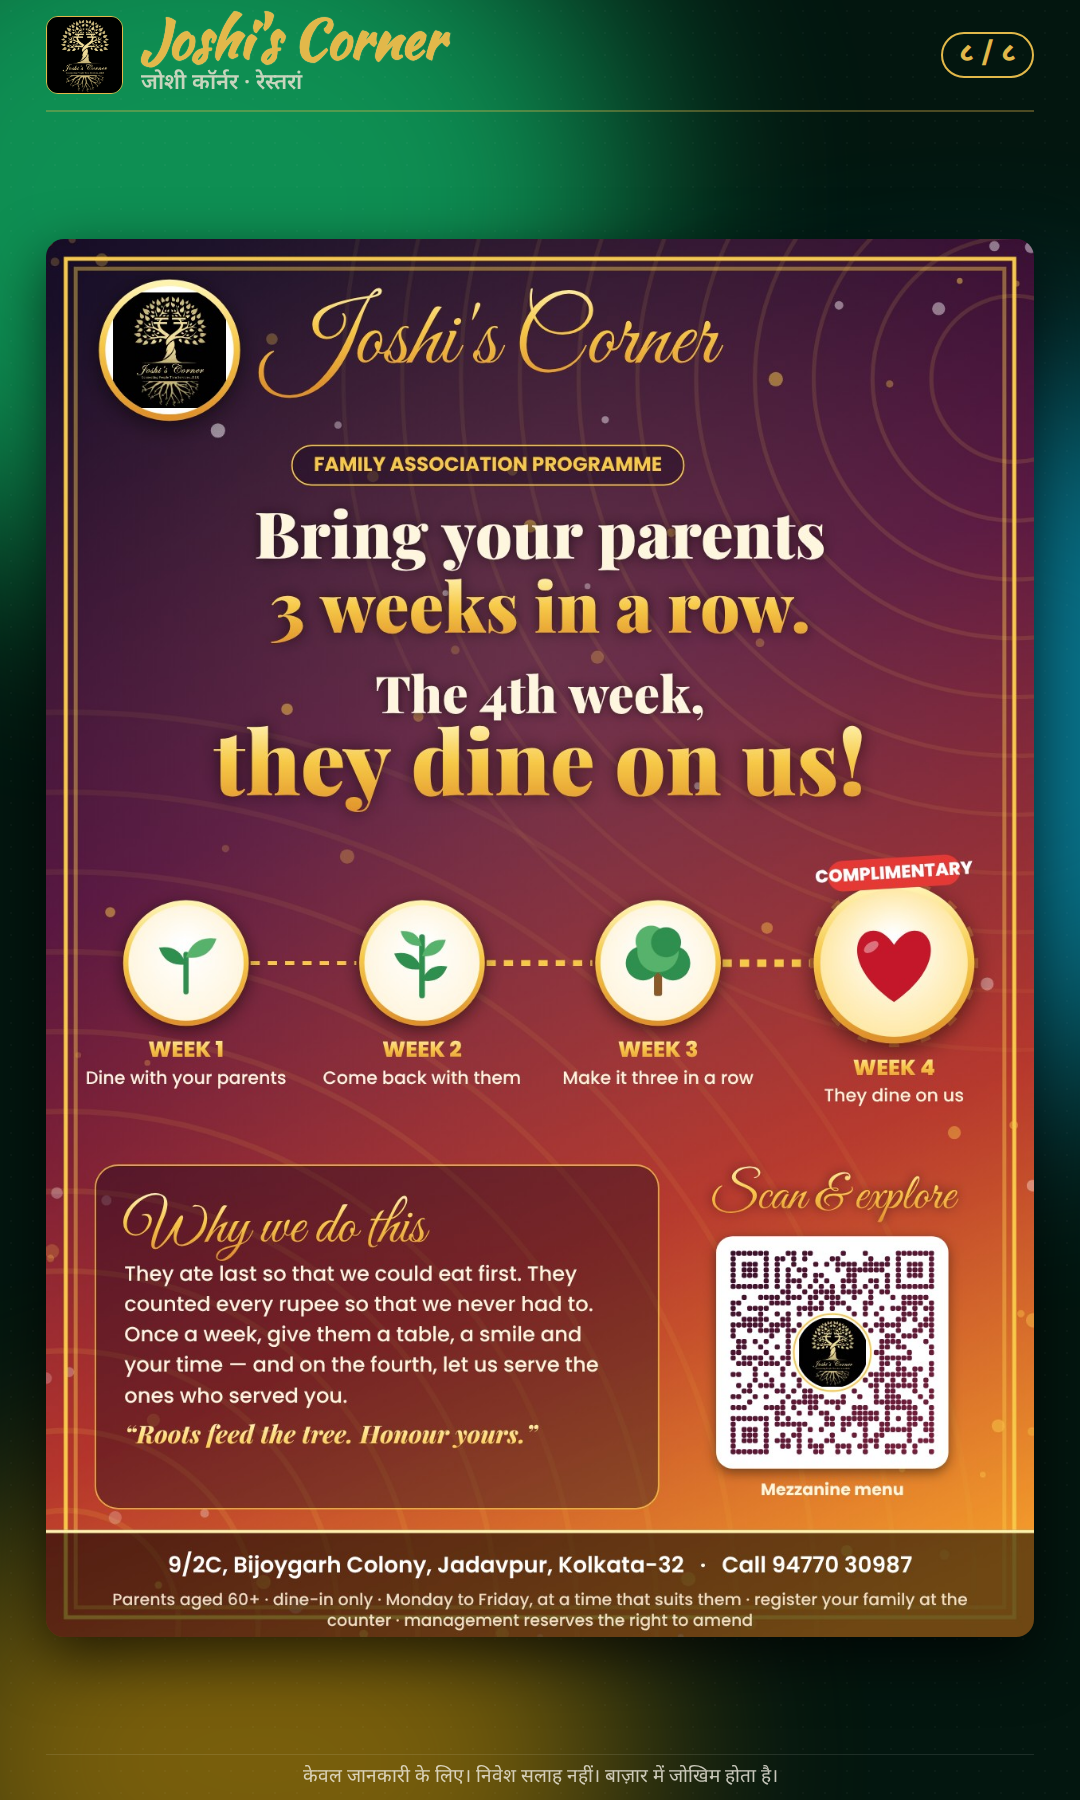 Joshi's Corner
जोशी कॉर्नर · रेस्तरां
८ / ८
Joshi's Corner
Joshi's Corner
FAMILY ASSOCIATION PROGRAMME
Bring your parents
3 weeks in a row.
The 4th week,
they dine on us!
COMPLIMENTARY
WEEK 1
Dine with your parents
WEEK 2
Come back with them
WEEK 3
Make it three in a row
WEEK 4
They dine on us
Why we do this
They ate last so that we could eat first. They
counted every rupee so that we never had to.
Once a week, give them a table, a smile and
your time — and on the fourth, let us serve the
ones who served you.
“Roots feed the tree. Honour yours.”
Scan & explore
Joshi's Corner
Mezzanine menu
9/2C, Bijoygarh Colony, Jadavpur, Kolkata-32 · Call 94770 30987
Parents aged 60+ · dine-in only · Monday to Friday, at a time that suits them · register your family at the
counter · management reserves the right to amend
केवल जानकारी के लिए। निवेश सलाह नहीं। बाज़ार में जोखिम होता है।